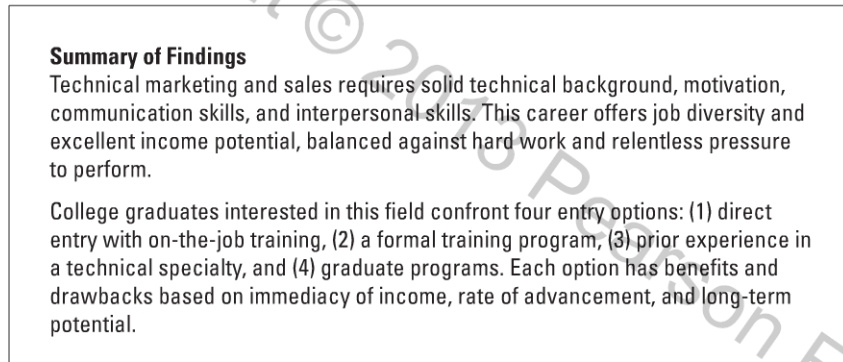 Summary of Findings
Technical marketing and sales requires solid technical background, motivation,
communication skills, and interpersonal skills. This career offers job diversity and
excellent income potential, balanced against hard work and relentless pressure
to perform.
College graduates interested in this field confront four entry options: (1) direct
entry with on-the-job training, (2) a formal training program, (3) prior experience in
a technical specialty, and (4) graduate programs. Each option has benefits and
drawbacks based on immediacy of income, rate of advancement, and long-term
potential.
© 2013 Pearson